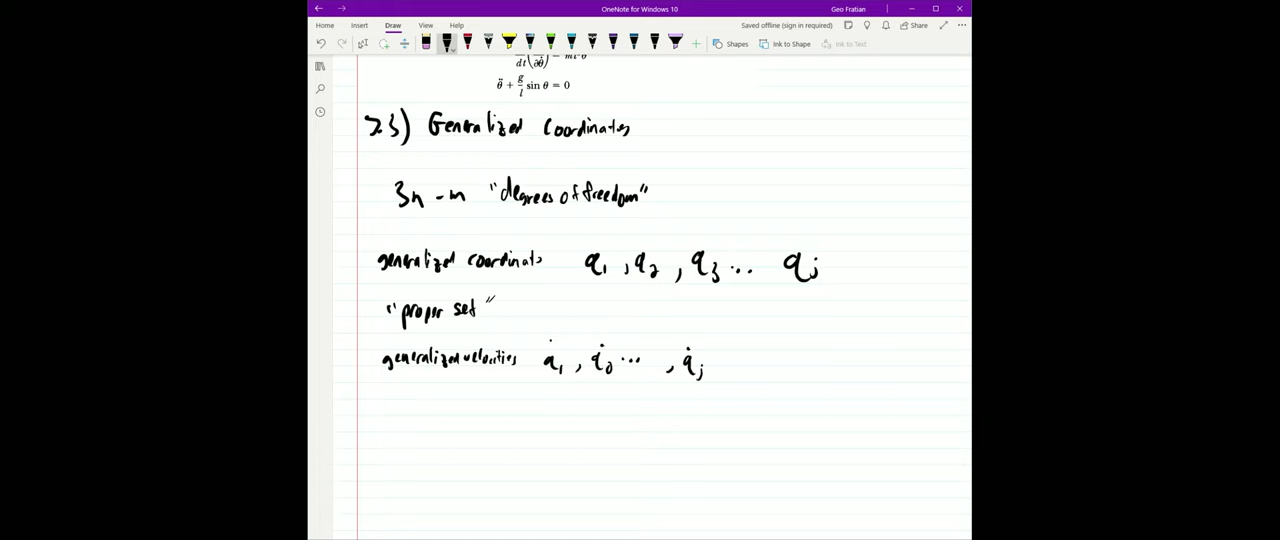 OneNote for Windows 10
Geo Fratian
Home Insert Draw View Help
Saved offline (sign in required) Share
Shapes Ink to Shape Ink to Text
θ̈ + g/l sin θ = 0
7.3) Generalized Coordinates
3n - m "degrees of freedom"
generalized coordinats q₁, q₂, q₃ ... qⱼ
"proper set"
generalized velocities q̇₁, q̇₂ ..., q̇ⱼ